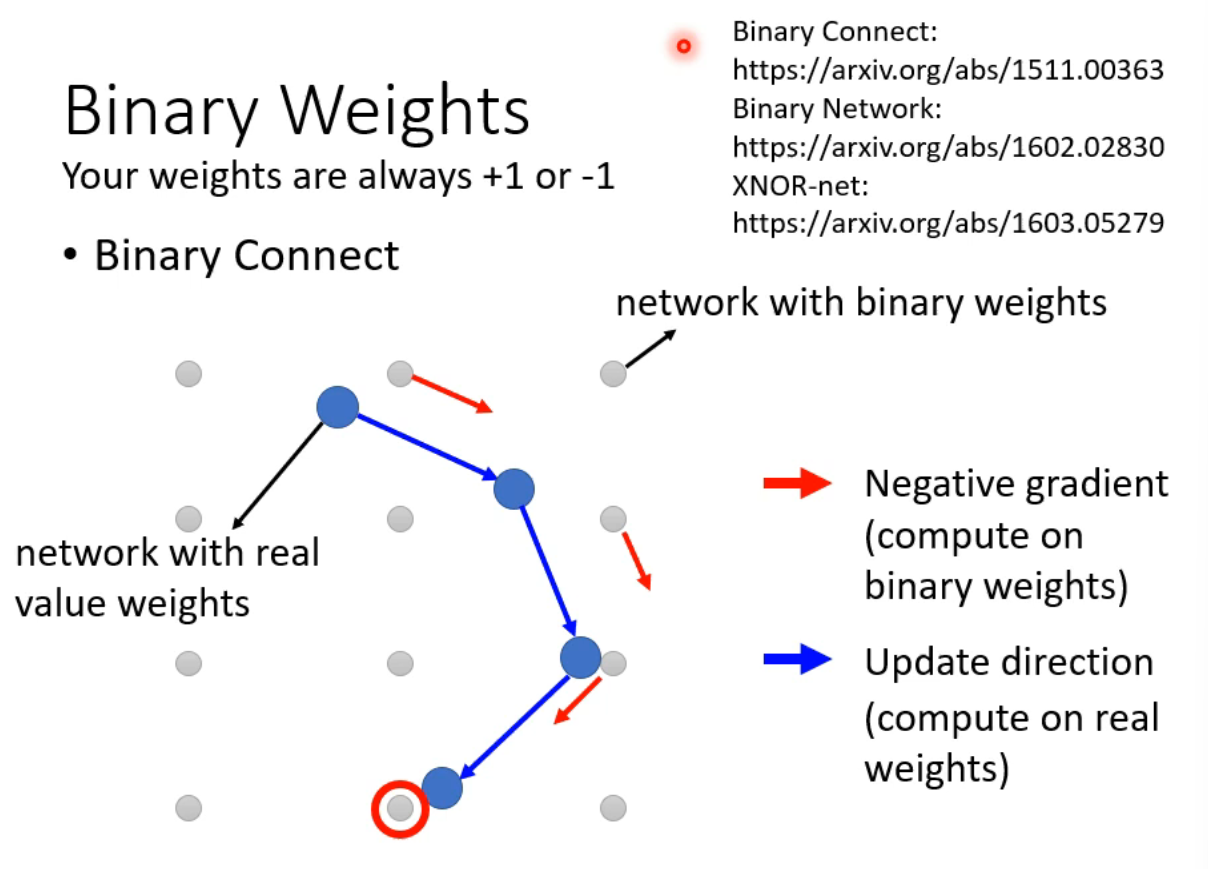 Binary Connect:
https://arxiv.org/abs/1511.00363
Binary Network:
https://arxiv.org/abs/1602.02830
XNOR-net:
https://arxiv.org/abs/1603.05279
Binary Weights
Your weights are always +1 or -1
• Binary Connect
network with binary weights
network with real
value weights
Negative gradient
(compute on
binary weights)
Update direction
(compute on real
weights)